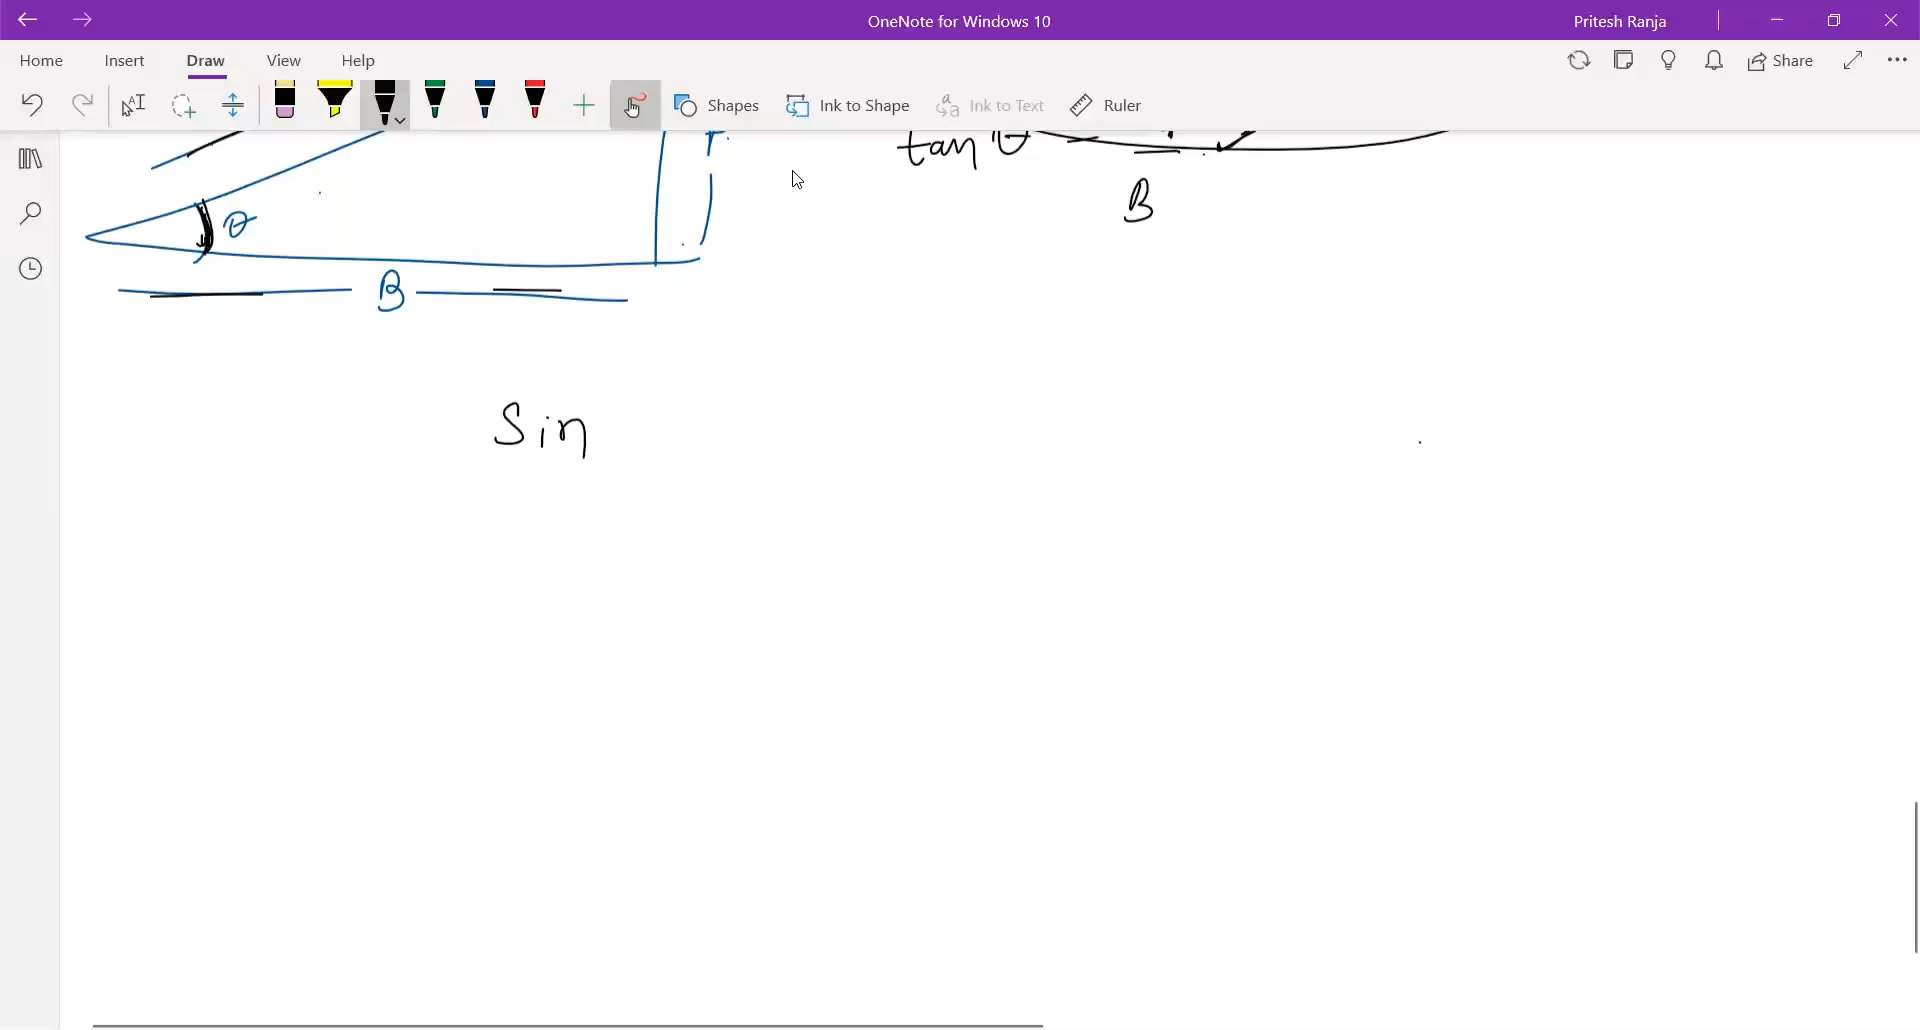 OneNote for Windows 10
Pritesh Ranja
Home Insert Draw View Help
Share
Shapes Ink to Shape Ink to Text Ruler
tan θ
B
θ
B
Sin